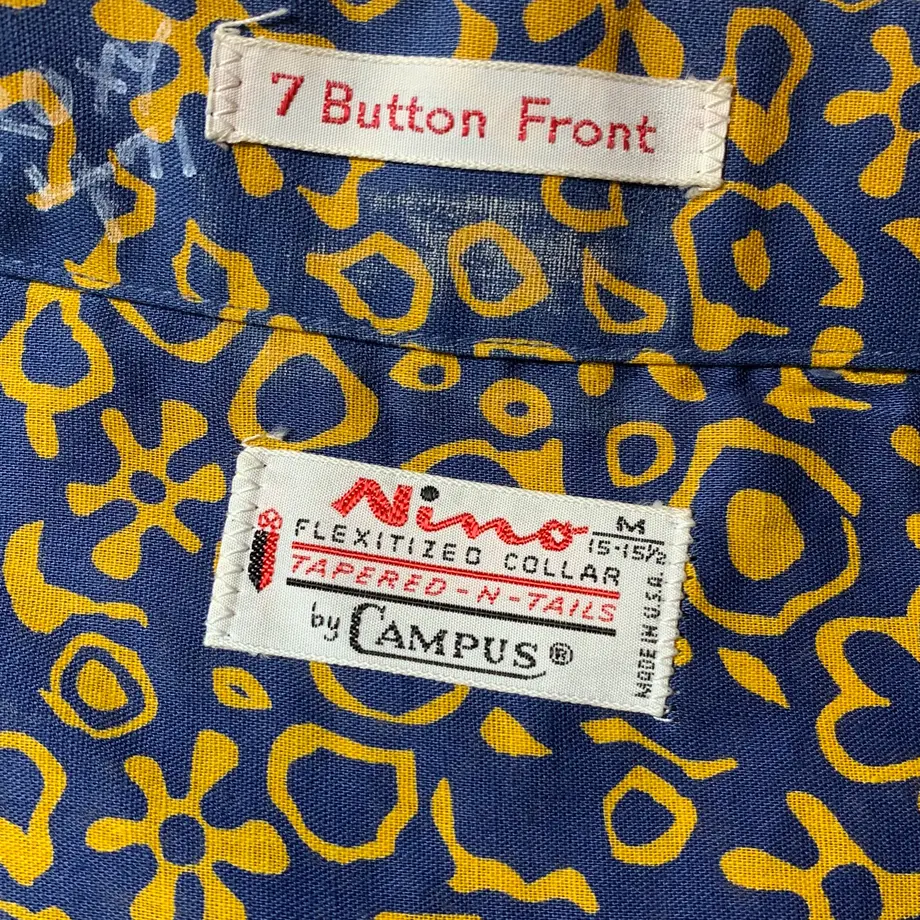 7 Button Front
Nino
M
15-15½
FLEXITIZED COLLAR
TAPERED-N-TAILS
by CAMPUS®
MADE IN U.S.A.